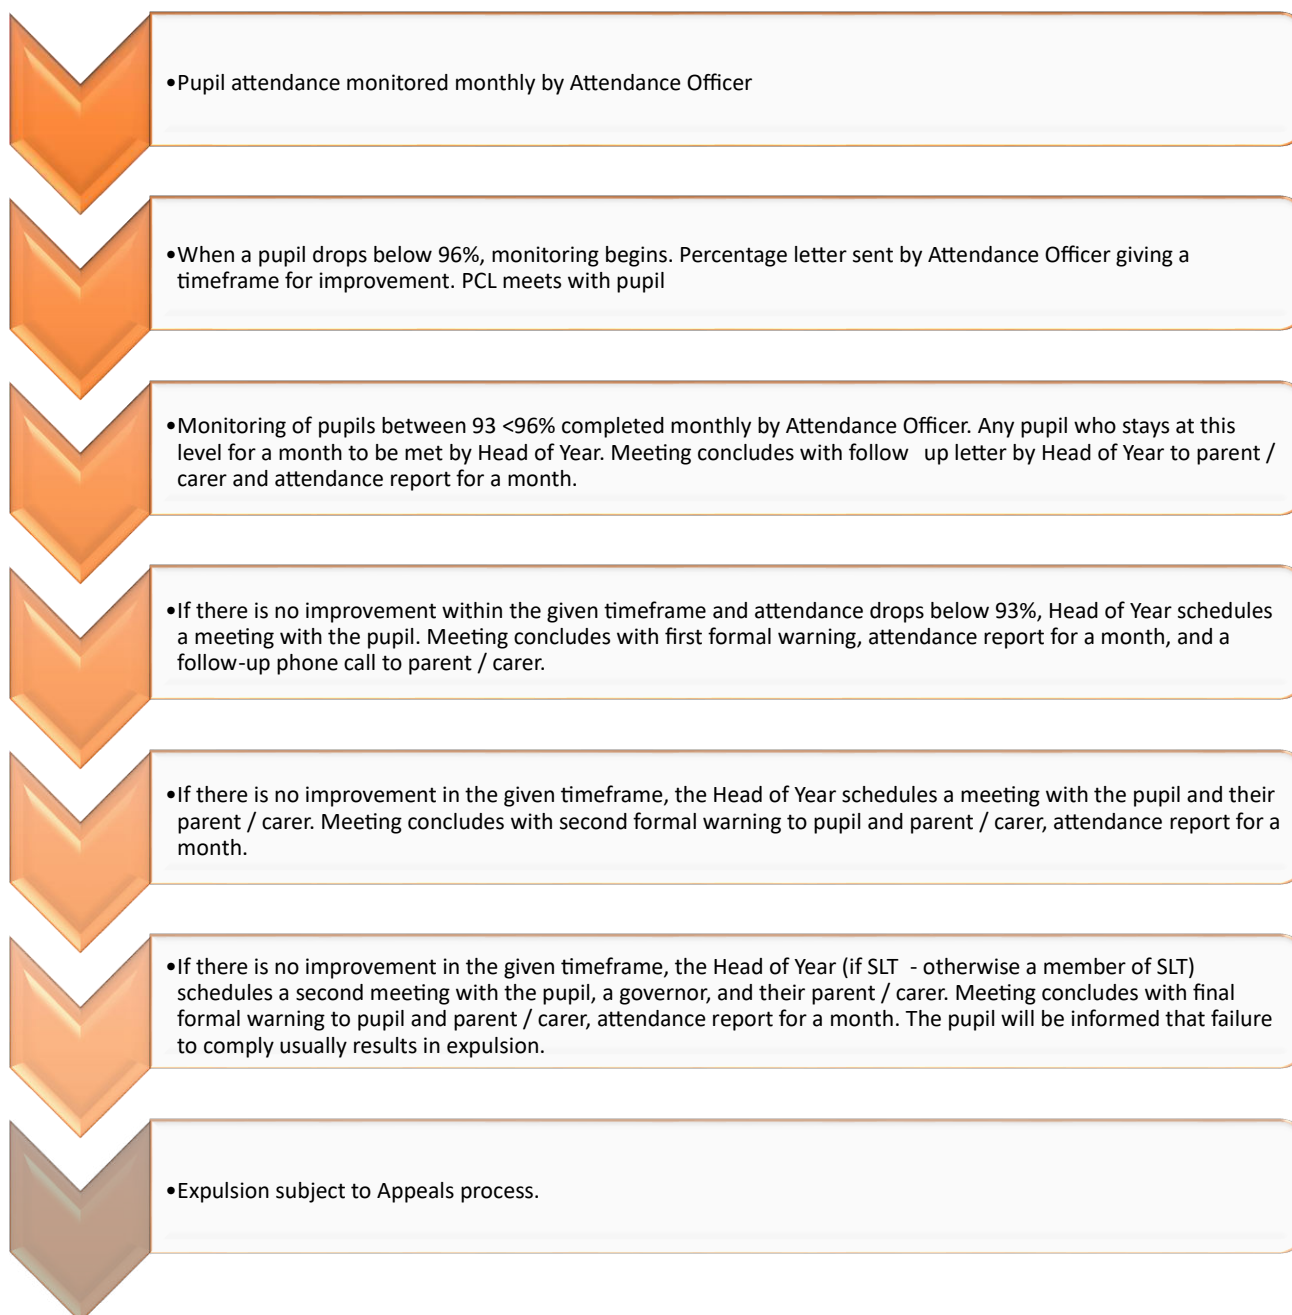 •Pupil attendance monitored monthly by Attendance Officer
•When a pupil drops below 96%, monitoring begins. Percentage letter sent by Attendance Officer giving a
timeframe for improvement. PCL meets with pupil
•Monitoring of pupils between 93 <96% completed monthly by Attendance Officer. Any pupil who stays at this
level for a month to be met by Head of Year. Meeting concludes with follow up letter by Head of Year to parent /
carer and attendance report for a month.
•If there is no improvement within the given timeframe and attendance drops below 93%, Head of Year schedules
a meeting with the pupil. Meeting concludes with first formal warning, attendance report for a month, and a
follow-up phone call to parent / carer.
•If there is no improvement in the given timeframe, the Head of Year schedules a meeting with the pupil and their
parent / carer. Meeting concludes with second formal warning to pupil and parent / carer, attendance report for a
month.
•If there is no improvement in the given timeframe, the Head of Year (if SLT - otherwise a member of SLT)
schedules a second meeting with the pupil, a governor, and their parent / carer. Meeting concludes with final
formal warning to pupil and parent / carer, attendance report for a month. The pupil will be informed that failure
to comply usually results in expulsion.
•Expulsion subject to Appeals process.